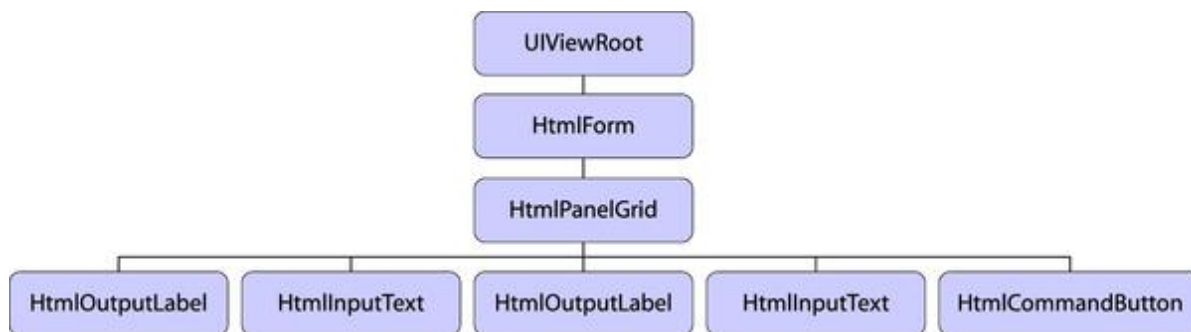 UIViewRoot
HtmlForm
HtmlPanelGrid
HtmlOutputLabel
HtmlInputText
HtmlOutputLabel
HtmlInputText
HtmlCommandButton